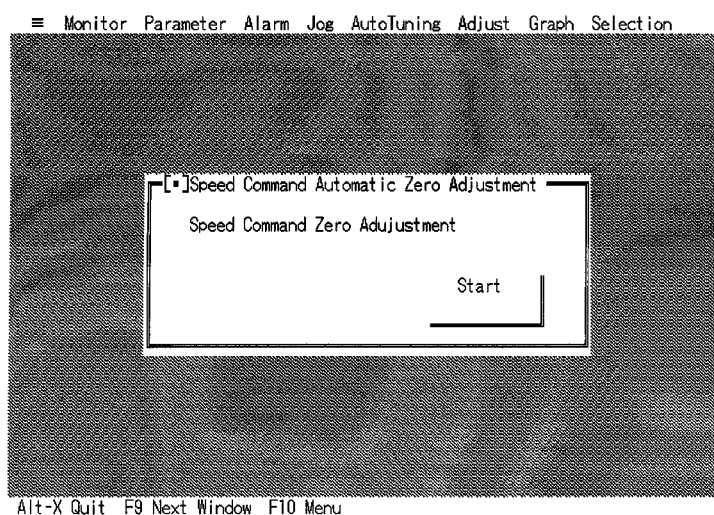 ≡ Monitor Parameter Alarm Jog AutoTuning Adjust Graph Selection
[▪]Speed Command Automatic Zero Adjustment
Speed Command Zero Adujustment
Start
Alt-X Quit F9 Next Window F10 Menu